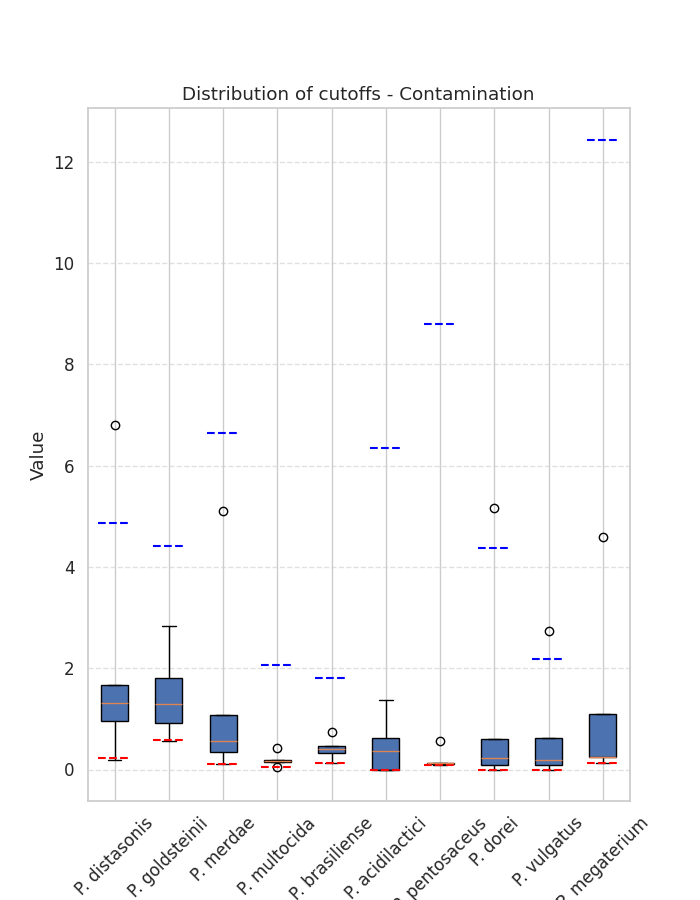 Distribution of cutoffs - Contamination
Value
12
10
8
6
4
2
0
P. distasonis
P. goldsteinii
P. merdae
P. multocida
P. brasiliense
P. acidilactici
P. pentosaceus
P. dorei
P. vulgatus
P. megaterium